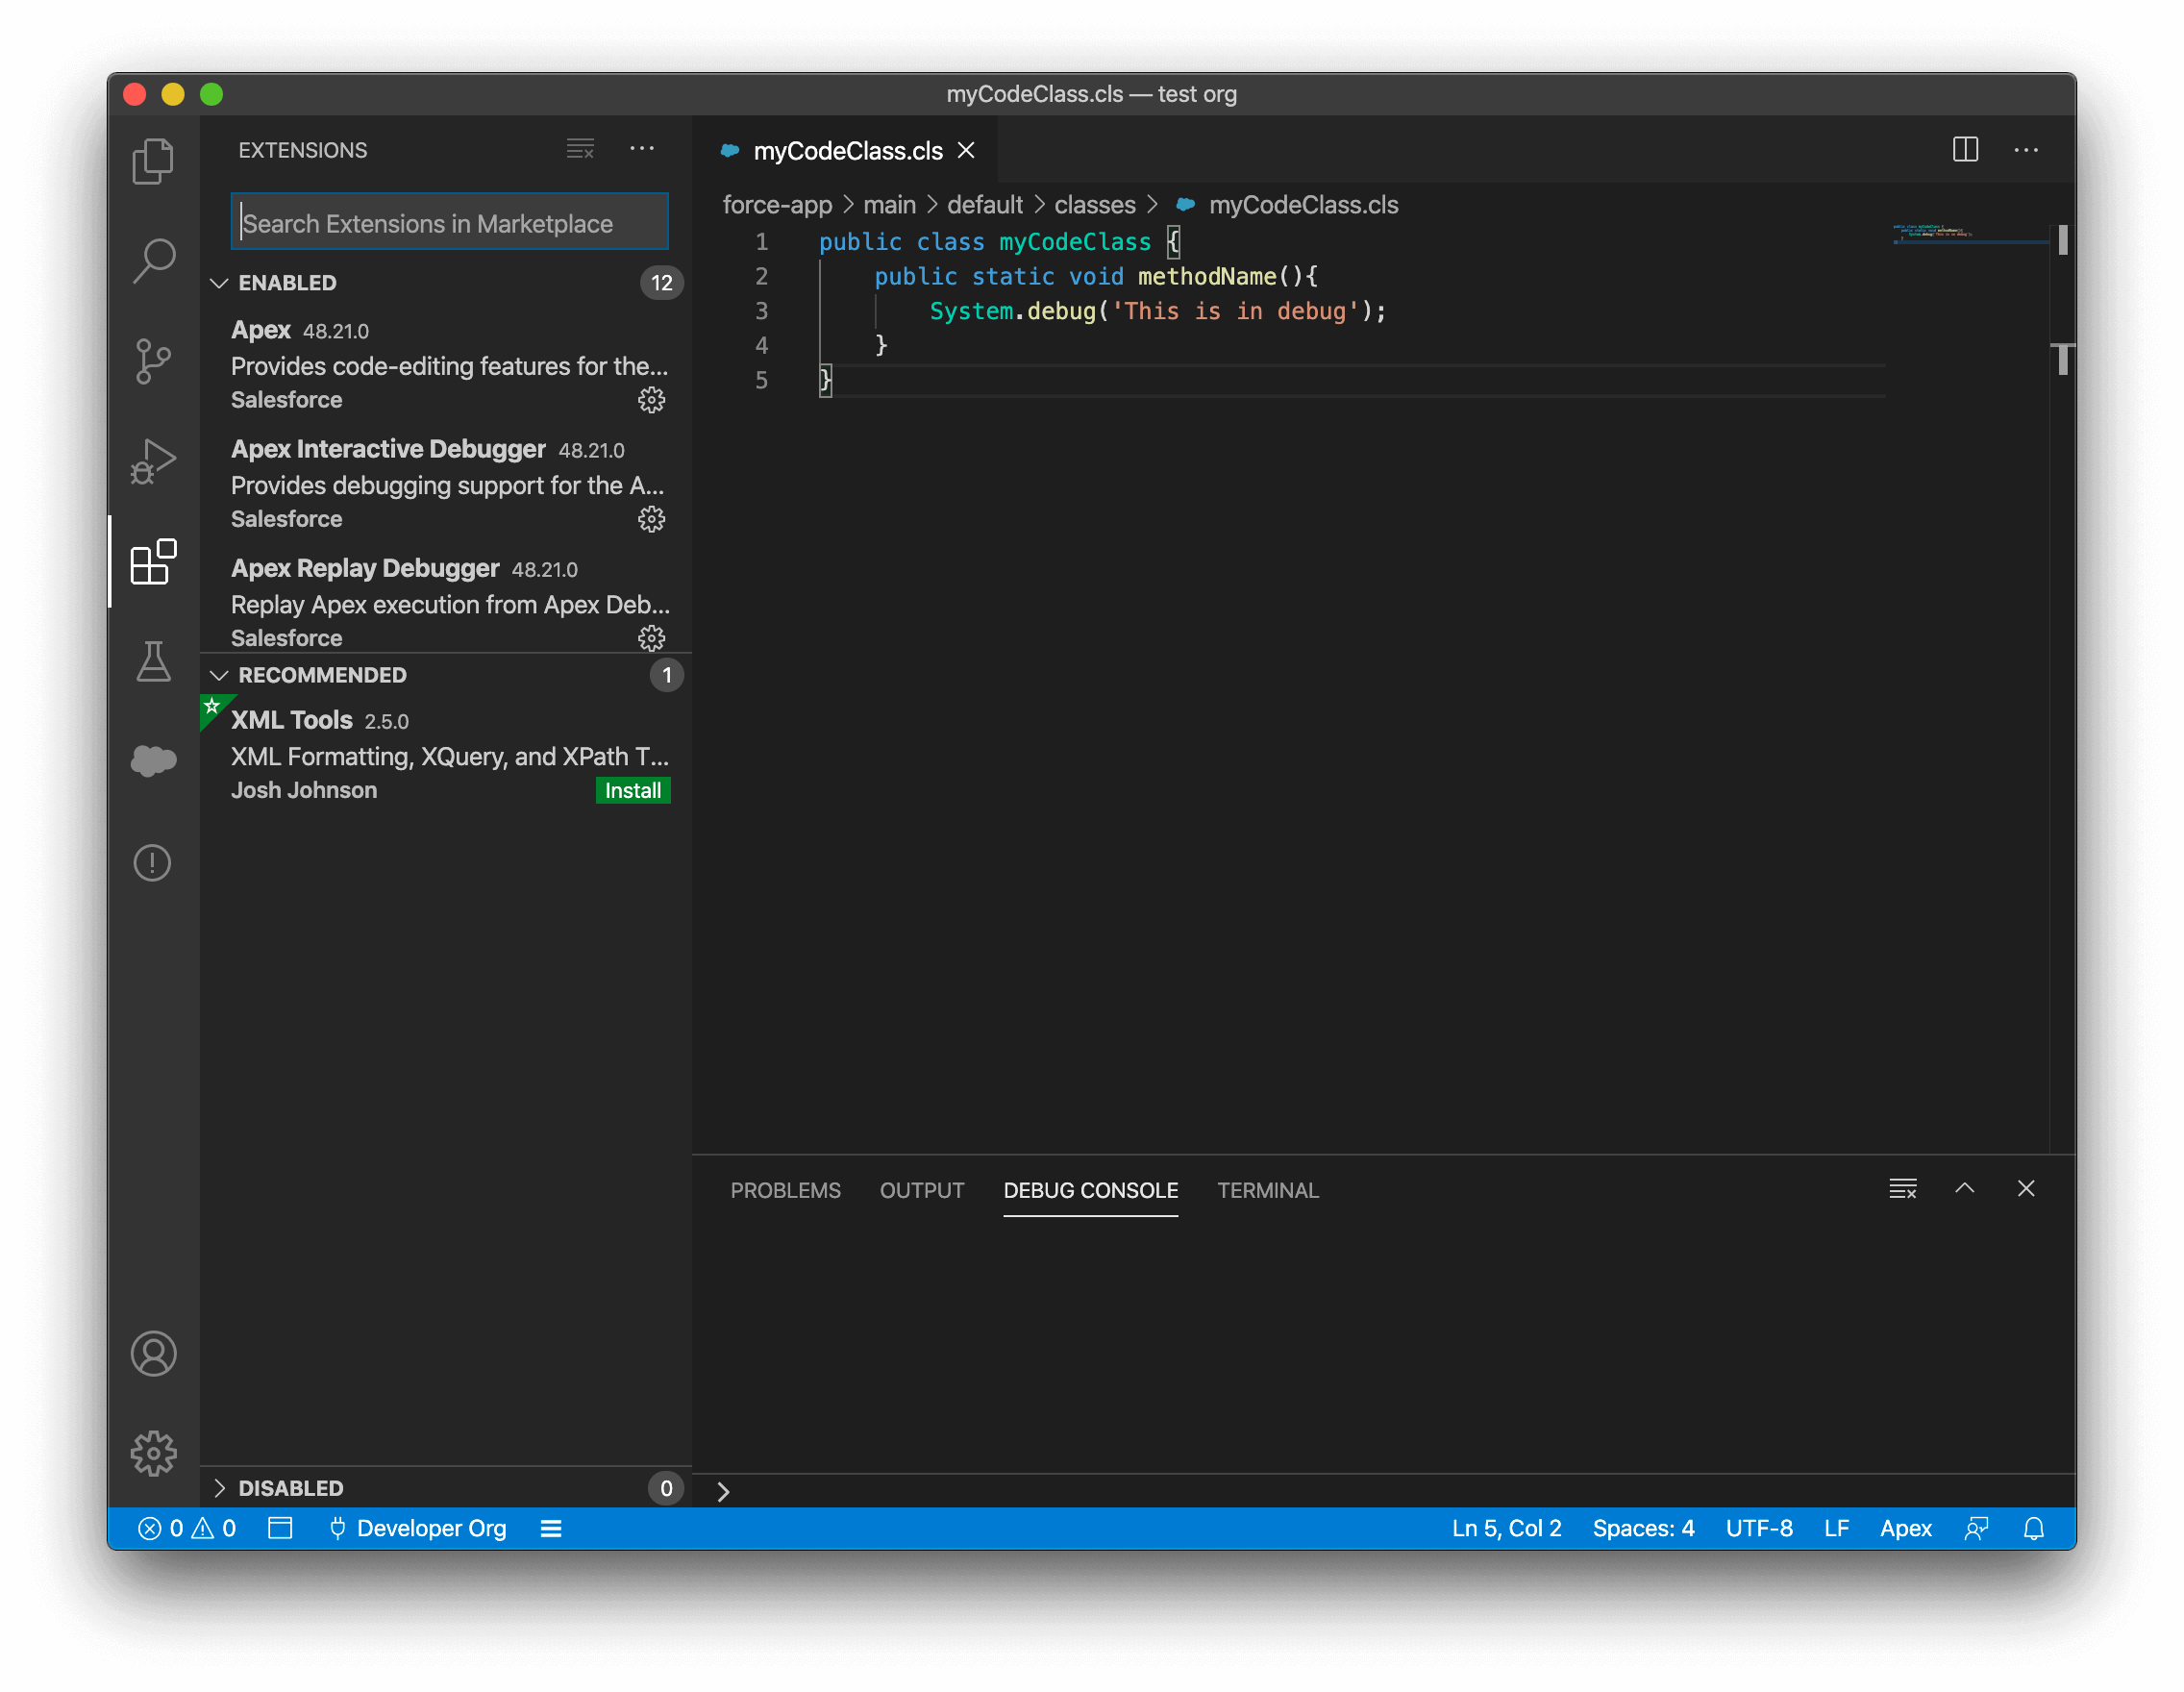 myCodeClass.cls — test org
EXTENSIONS
Search Extensions in Marketplace
ENABLED 12
Apex 48.21.0
Provides code-editing features for the...
Salesforce
Apex Interactive Debugger 48.21.0
Provides debugging support for the A...
Salesforce
Apex Replay Debugger 48.21.0
Replay Apex execution from Apex Deb...
Salesforce
RECOMMENDED 1
XML Tools 2.5.0
XML Formatting, XQuery, and XPath T...
Josh Johnson Install
DISABLED 0
myCodeClass.cls
force-app > main > default > classes > myCodeClass.cls
1 public class myCodeClass {
2     public static void methodName(){
3         System.debug('This is in debug');
4     }
5 }
PROBLEMS OUTPUT DEBUG CONSOLE TERMINAL
0 0 Developer Org Ln 5, Col 2 Spaces: 4 UTF-8 LF Apex